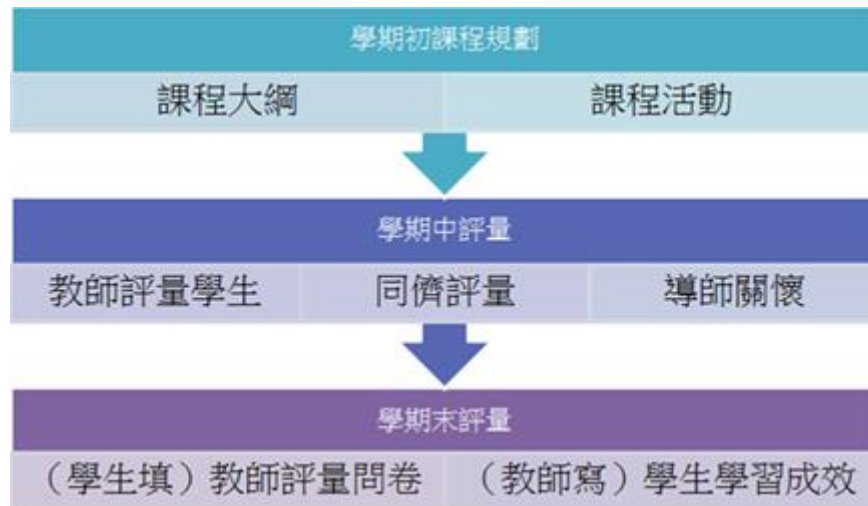 學期初課程規劃
課程大綱 課程活動
學期中評量
教師評量學生 同儕評量 導師關懷
學期末評量
（學生填）教師評量問卷 （教師寫）學生學習成效